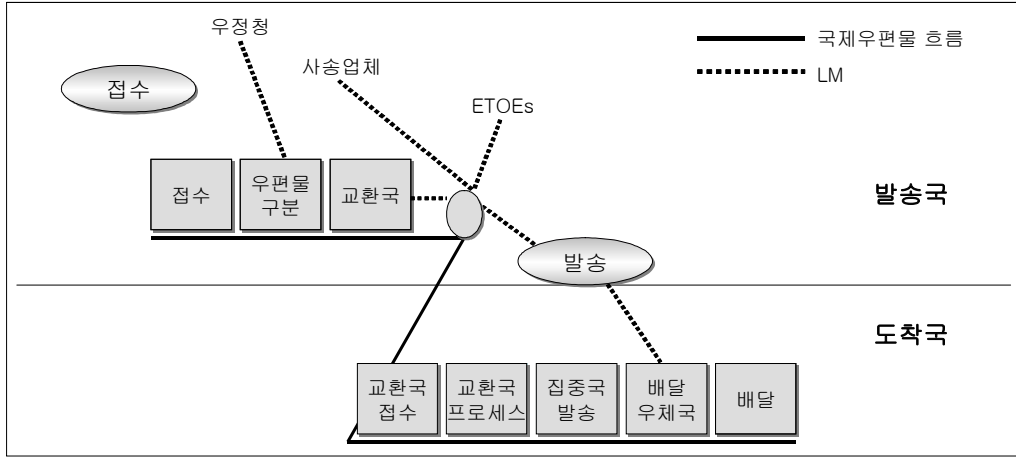 우정청
국제우편물 흐름
사송업체
LM
접수
ETOEs
접수
우편물
구분
교환국
발송국
발송
도착국
교환국
접수
교환국
프로세스
집중국
발송
배달
우체국
배달